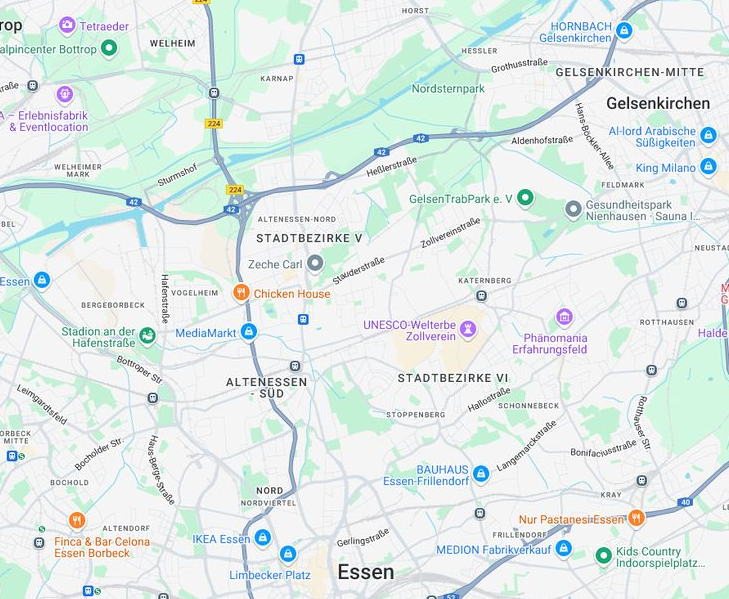 224
rop
Tetraeder
HORST
HORNBACH
Gelsenkirchen
WELHEIM
alpincenter Bottrop
HESSLER
KARNAP
Grothusstraße
GELSENKIRCHEN-MITTE
Nordsternpark
Gelsenkirchen
A – Erlebnisfabrik
& Eventlocation
224
42
42
Hans-Böckler-Allee
Aldenhofstraße
Al-lord Arabische
Süßigkeiten
WELHEIMER
MARK
Sturmshof
Heßlerstraße
King Milano
FELDMARK
224
42
42
GelsenTrabPark e. V
Gesundheitspark
Nienhausen - Sauna I...
ALTENESSEN-NORD
STADTBEZIRKE V
Zollvereinstraße
BEL
NEUSTA
Zeche Carl
Stauderstraße
Essen
Hafenstraße
VOGELHEIM
Chicken House
KATERNBERG
BERGEBORBECK
ROTTHAUSEN
Stadion an der
Hafenstraße
MediaMarkt
UNESCO-Welterbe
Zollverein
Phänomania
Erfahrungsfeld
Halde
Bottroper Str.
ALTENESSEN
-
SÜD
STADTBEZIRKE VI
Leimgardtsfeld
Hallostraße
SCHONNEBECK
STOPPENBERG
Rotthauser Str
ORBECK
MITTE
Bocholder Str.
Haus-Berge-Straße
Langemarckstraße
Bonifaciusstraße
BOCHOLD
BAUHAUS
Essen-Frillendorf
NORD
NORDVIERTEL
KRAY
40
Nur Pastanesi Essen
ALTENDORF
Finca & Bar Celona
Essen Borbeck
IKEA Essen
Gerlingstraße
FRILLENDORF
MEDION Fabrikverkauf
Kids Country
Indoorspielplatz...
Limbecker Platz
Essen
52